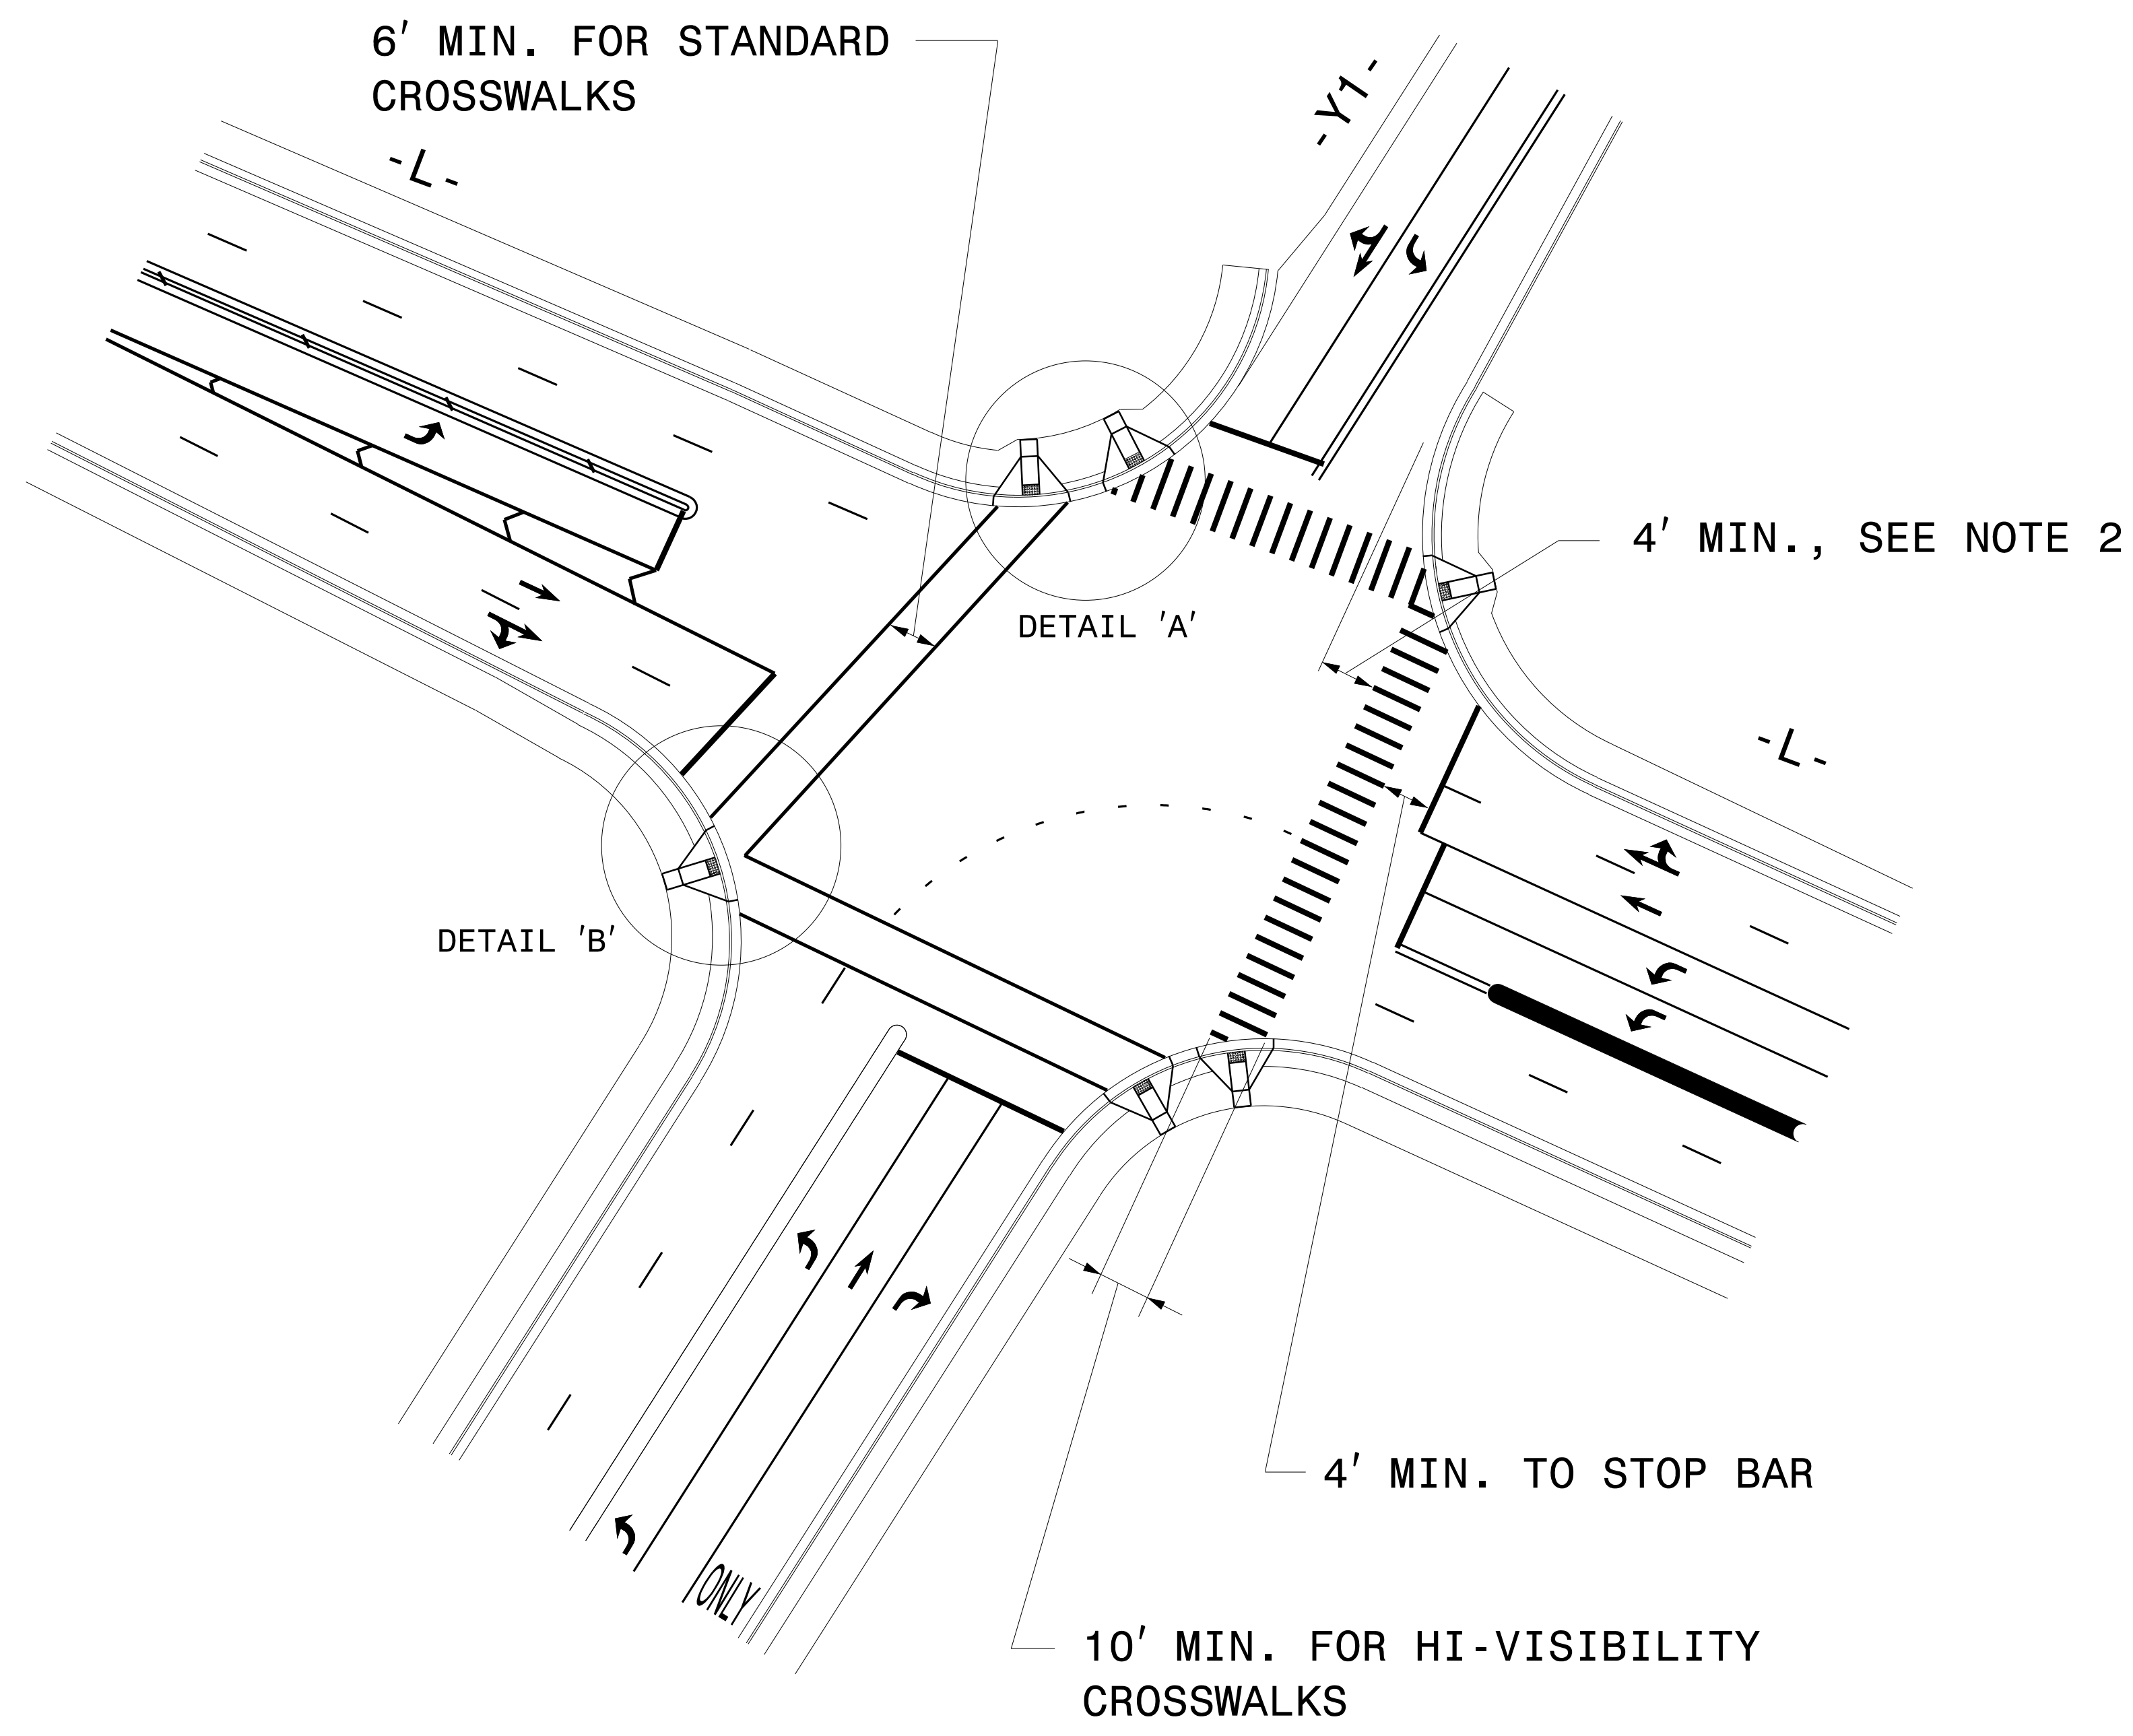 6' MIN. FOR STANDARD
CROSSWALKS
-Y1-
-L-
4' MIN., SEE NOTE 2
DETAIL 'A'
-L-
DETAIL 'B'
4' MIN. TO STOP BAR
ONLY
10' MIN. FOR HI-VISIBILITY
CROSSWALKS